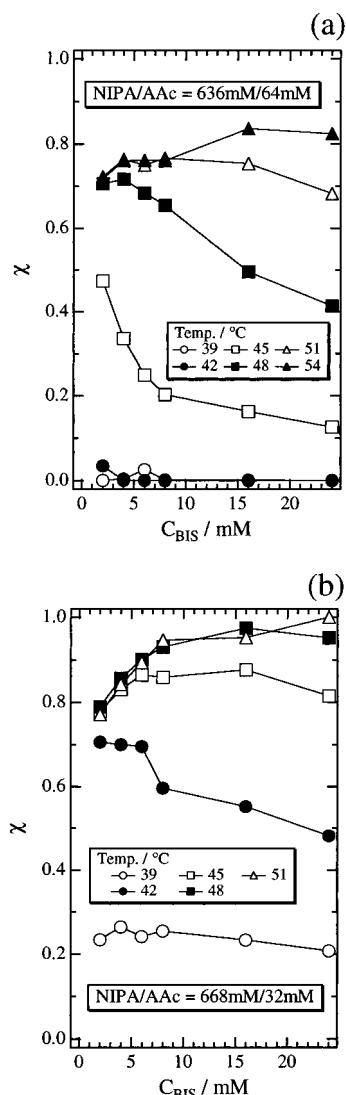 (a)
NIPA/AAc = 636mM/64mM
1.0
0.8
0.6
χ
0.4
Temp. / °C
39 45 51
42 48 54
0.2
0.0
0 5 10 15 20
C_BIS / mM
(b)
1.0
0.8
0.6
χ
0.4
Temp. / °C
39 45 51
42 48
0.2
NIPA/AAc = 668mM/32mM
0.0
0 5 10 15 20
C_BIS / mM